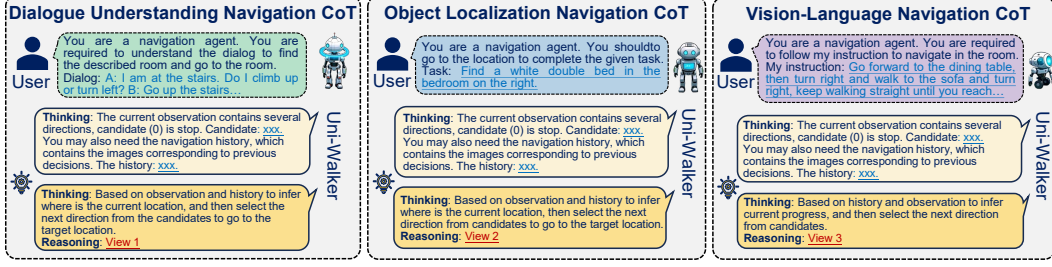 Dialogue Understanding Navigation CoT
User
You are a navigation agent. You are
required to understand the dialog to find
the described room and go to the room.
Dialog: A: I am at the stairs. Do I climb up
or turn left? B: Go up the stairs…
Thinking: The current observation contains several
directions, candidate (0) is stop. Candidate: xxx.
You may also need the navigation history, which
contains the images corresponding to previous
decisions. The history: xxx.
Uni-Walker
Thinking: Based on observation and history to infer
where is the current location, and then select the
next direction from the candidates to go to the
target location.
Reasoning: View 1
Object Localization Navigation CoT
User
You are a navigation agent. You shouldto
go to the location to complete the given task.
Task: Find a white double bed in the
bedroom on the right.
Thinking: The current observation contains several
directions, candidate (0) is stop. Candidate: xxx.
You may also need the navigation history, which
contains the images corresponding to previous
decisions. The history: xxx.
Uni-Walker
Thinking: Based on observation and history to infer
where is the current location, then select the next
direction from candidates to go to the target location.
Reasoning: View 2
Vision-Language Navigation CoT
User
You are a navigation agent. You are required
to follow my instruction to navigate in the room.
My instruction: Go forward to the dining table,
then turn right and walk to the sofa and turn
right, keep walking straight until you reach…
Thinking: The current observation contains several
directions, candidate (0) is stop. Candidate: xxx.
You may also need the navigation history, which
contains the images corresponding to previous
decisions. The history: xxx.
Uni-Walker
Thinking: Based on history and observation to infer
current progress, and then select the next direction
from candidates.
Reasoning: View 3